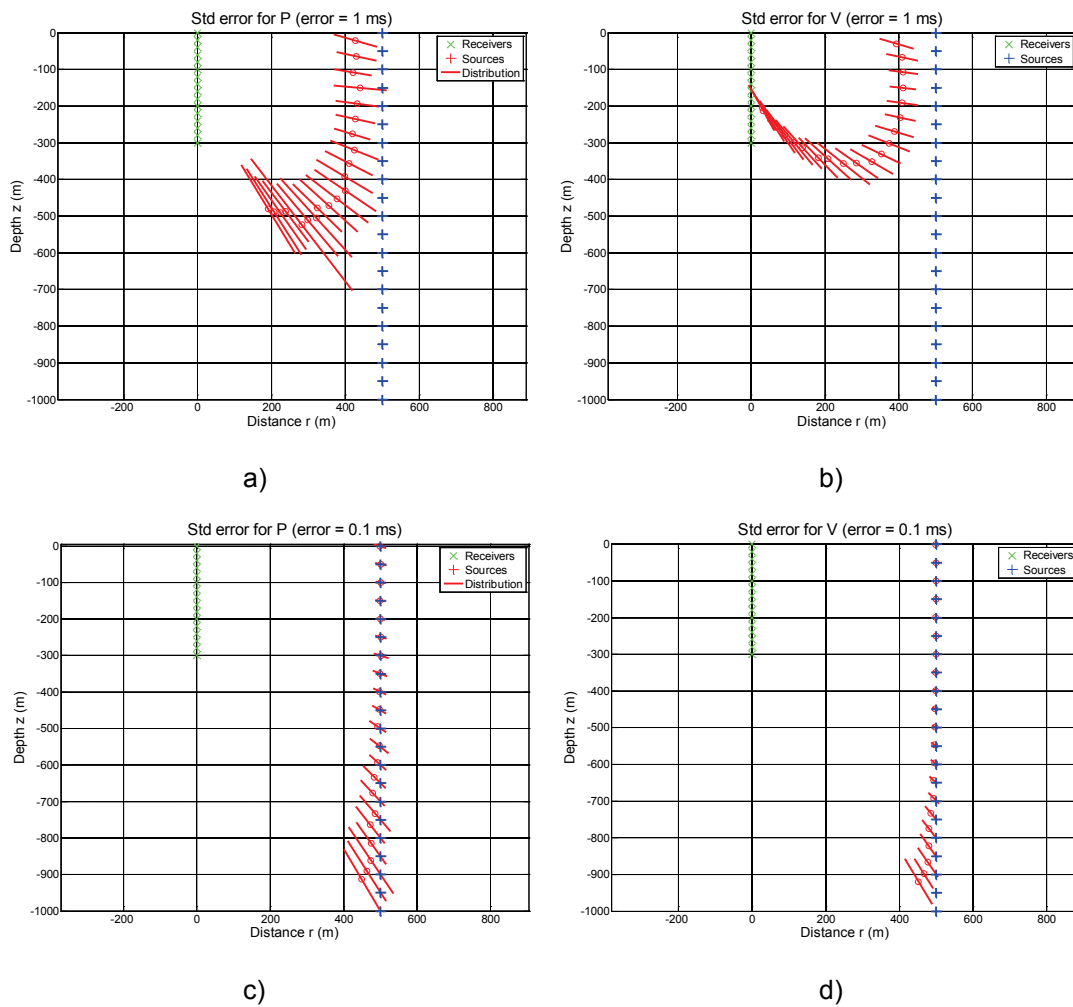 Std error for P (error = 1 ms)
0
-100
-200
-300
-400
-500
-600
-700
-800
-900
-1000
Depth z (m)
-200 0 200 400 600 800
Distance r (m)
Receivers
Sources
Distribution
a)
Std error for V (error = 1 ms)
0
-100
-200
-300
-400
-500
-600
-700
-800
-900
-1000
Depth z (m)
-200 0 200 400 600 800
Distance r (m)
Receivers
Sources
b)
Std error for P (error = 0.1 ms)
0
-100
-200
-300
-400
-500
-600
-700
-800
-900
-1000
Depth z (m)
-200 0 200 400 600 800
Distance r (m)
Receivers
Sources
Distribution
c)
Std error for V (error = 0.1 ms)
0
-100
-200
-300
-400
-500
-600
-700
-800
-900
-1000
Depth z (m)
-200 0 200 400 600 800
Distance r (m)
Receivers
Sources
d)